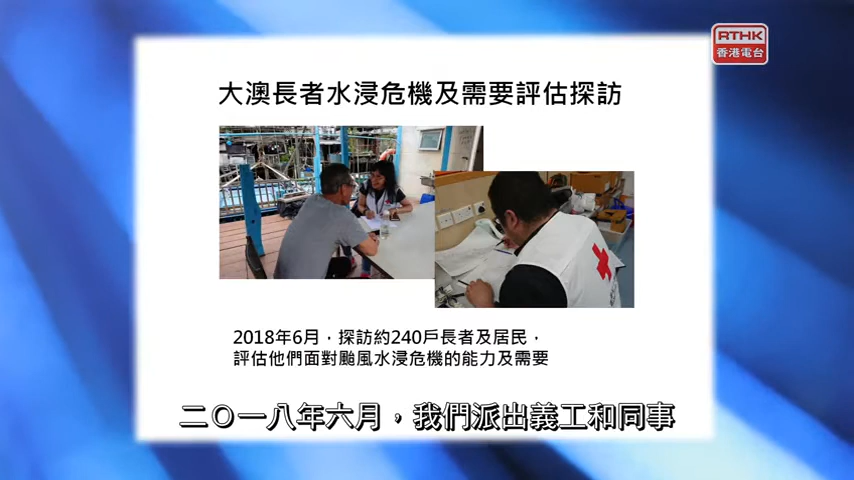 RTHK
香港電台
大澳長者水浸危機及需要評估探訪
2018年6月，探訪約240戶長者及居民，
評估他們面對颱風水浸危機的能力及需要
二〇一八年六月，我們派出義工和同事